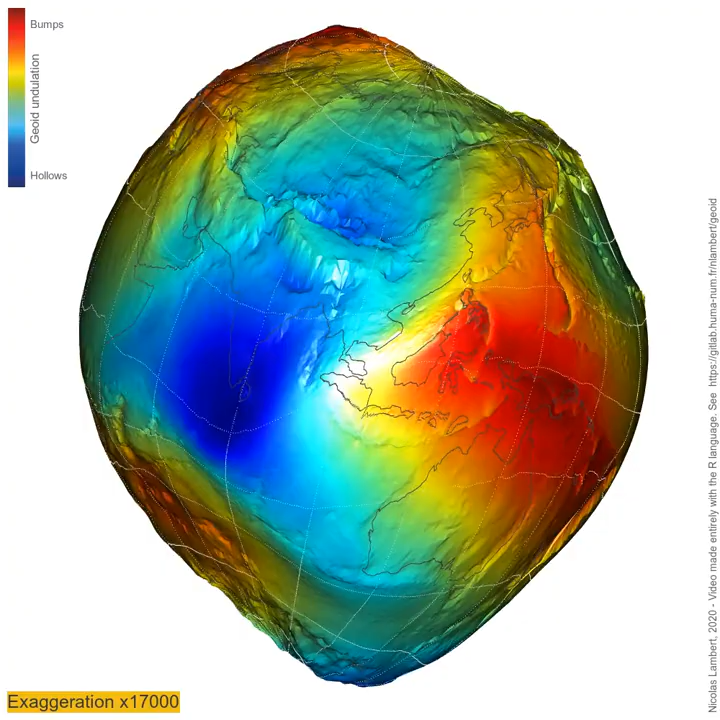 Bumps
Geoid undulation
Hollows
Exaggeration x17000
Nicolas Lambert, 2020 - Video made entirely with the R language. See https://gitlab.huma-num.fr/nlambert/geoid